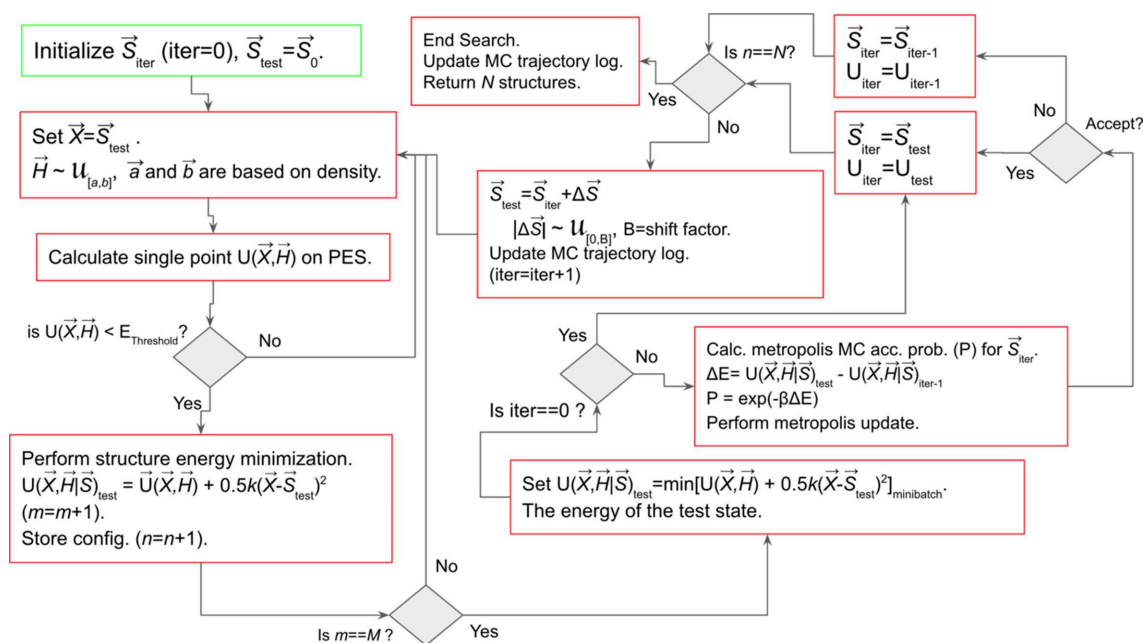 Initialize S⃗iter (iter=0), S⃗test=S⃗0.
Set X⃗=S⃗test .
H⃗ ~ 𝒰[a,b], a⃗ and b⃗ are based on density.
Calculate single point U(X⃗,H⃗) on PES.
is U(X⃗,H⃗) < EThreshold?
No
Yes
Perform structure energy minimization.
U(X⃗,H⃗|S⃗)test = U⃗(X⃗,H⃗) + 0.5k(X⃗-S⃗test)²
(m=m+1).
Store config. (n=n+1).
Is m==M ?
No
Yes
Set U(X⃗,H⃗|S⃗)test=min[U(X⃗,H⃗) + 0.5k(X⃗-S⃗test)²]minibatch.
The energy of the test state.
Is iter==0 ?
Yes
No
Calc. metropolis MC acc. prob. (P) for S⃗iter.
ΔE= U(X⃗,H⃗|S⃗)test - U(X⃗,H⃗|S⃗)iter-1
P = exp(-βΔE)
Perform metropolis update.
Accept?
No
Yes
S⃗iter=S⃗iter-1
Uiter=Uiter-1
S⃗iter=S⃗test
Uiter=Utest
Is n==N?
Yes
No
End Search.
Update MC trajectory log.
Return N structures.
S⃗test=S⃗iter+ΔS⃗
|ΔS⃗| ~ 𝒰[0,B], B=shift factor.
Update MC trajectory log.
(iter=iter+1)